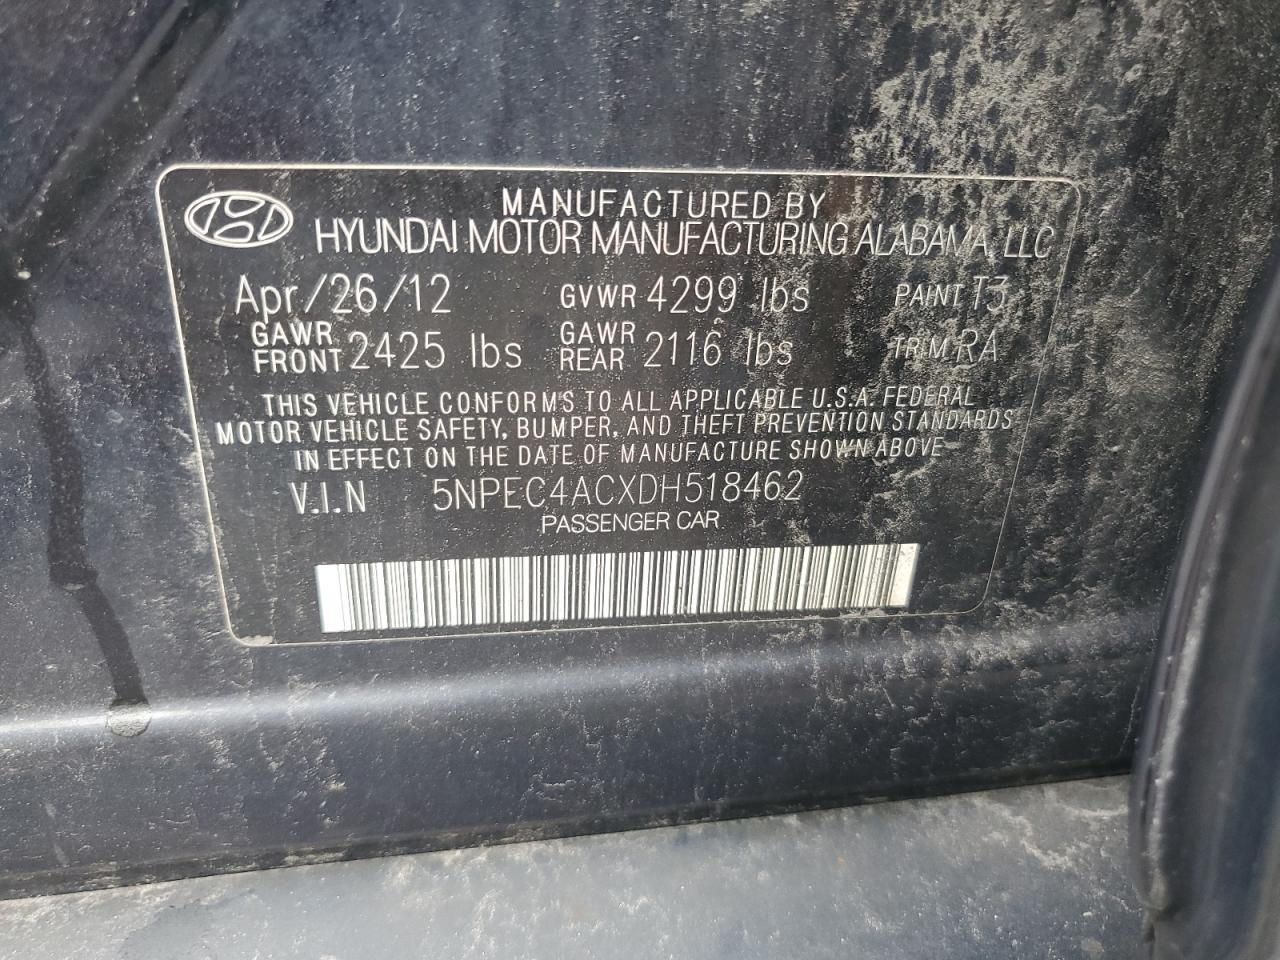 MANUFACTURED BY
HYUNDAI MOTOR MANUFACTURING ALABAMA, LLC
Apr/26/12 GVWR 4299 lbs PAINT T3
GAWR FRONT 2425 lbs GAWR REAR 2116 lbs TRIM RA
THIS VEHICLE CONFORMS TO ALL APPLICABLE U.S.A. FEDERAL
MOTOR VEHICLE SAFETY, BUMPER, AND THEFT PREVENTION STANDARDS
IN EFFECT ON THE DATE OF MANUFACTURE SHOWN ABOVE
V.I.N 5NPEC4ACXDH518462
PASSENGER CAR